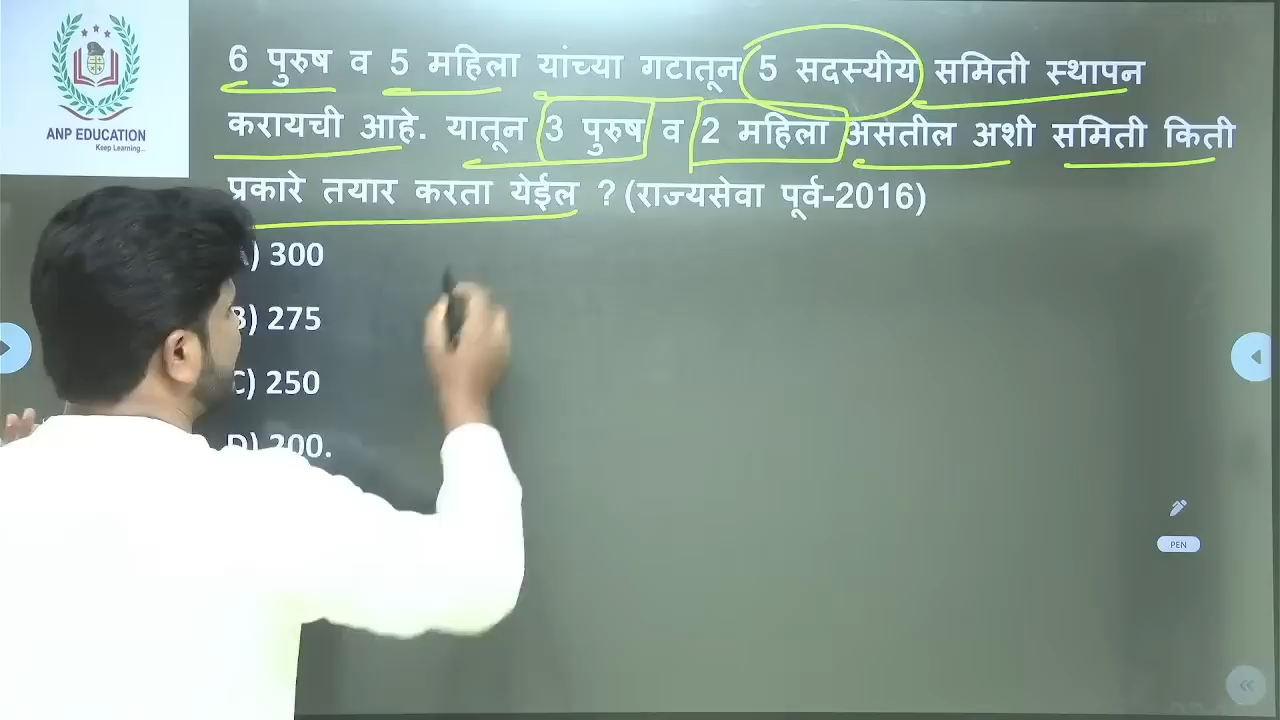 ANP EDUCATION
Keep Learning...
6 पुरुष व 5 महिला यांच्या गटातून 5 सदस्यीय समिती स्थापन
करायची आहे. यातून 3 पुरुष व 2 महिला असतील अशी समिती किती
प्रकारे तयार करता येईल ? (राज्यसेवा पूर्व-2016)
) 300
B) 275
C) 250
D) 200.
PEN